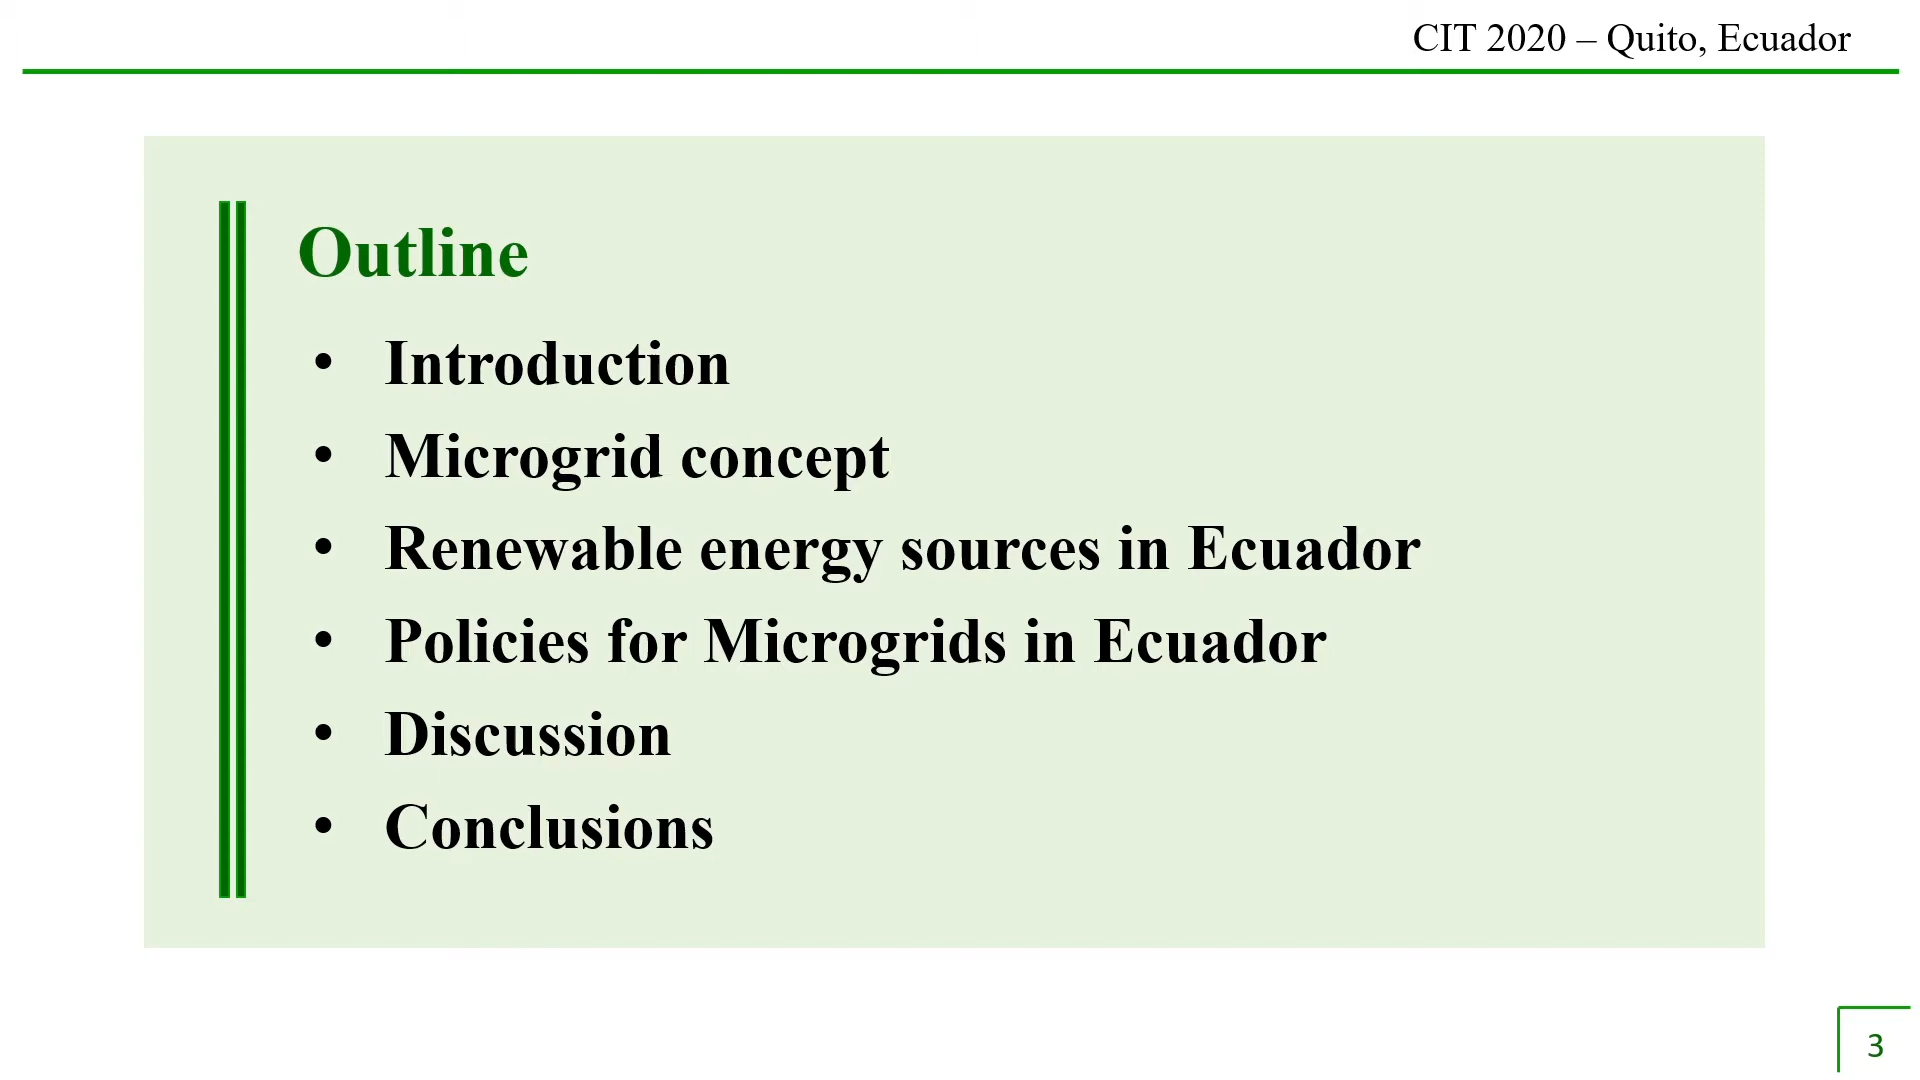 CIT 2020 – Quito, Ecuador
Outline
• Introduction
• Microgrid concept
• Renewable energy sources in Ecuador
• Policies for Microgrids in Ecuador
• Discussion
• Conclusions
3